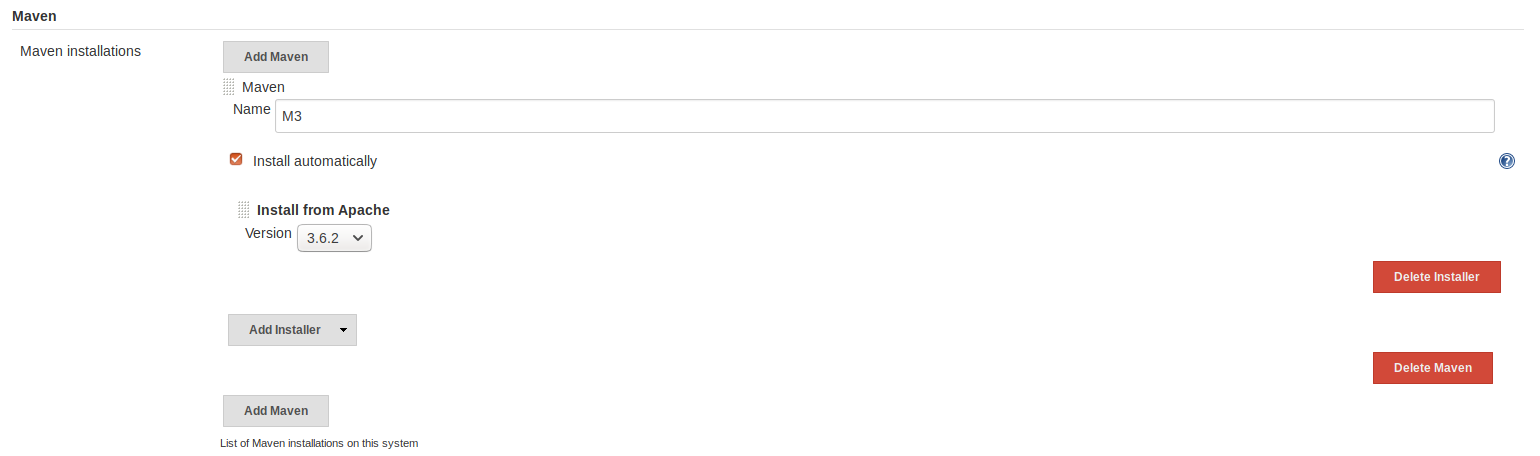 Maven
Maven installations
Add Maven
Maven
Name M3
Install automatically
?
Install from Apache
Version 3.6.2
Delete Installer
Add Installer
Delete Maven
Add Maven
List of Maven installations on this system